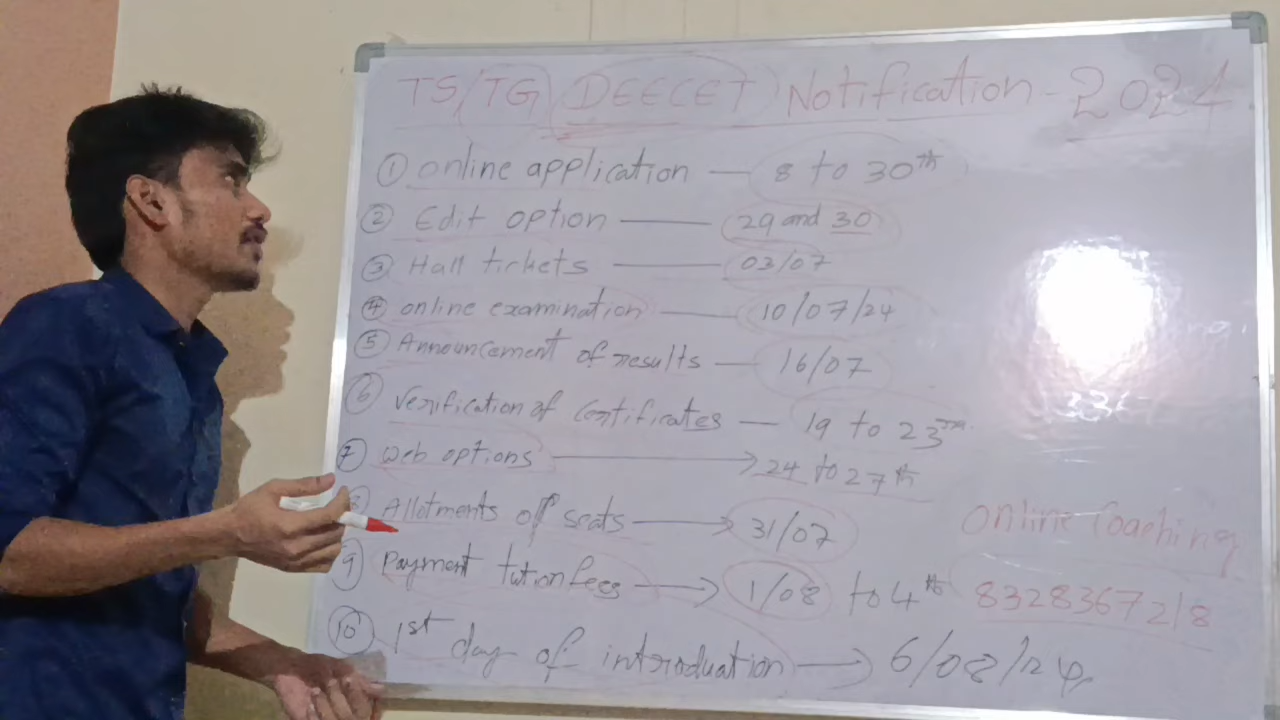 TS/TG DEECET Notification - 2024
① online application — 8 to 30th
② Edit option — 29 and 30
③ Hall tickets — 03/07
④ online examination — 10/07/24
⑤ Announcement of results — 16/07
⑥ Verification of Certificates — 19 to 23
⑦ web options → 24 to 27th
⑧ Allotments of seats → 31/07
⑨ Payment tution fees → 1/08 to 4th
⑩ 1st day of introduation → 6/08/24
Online Coaching
8328367218